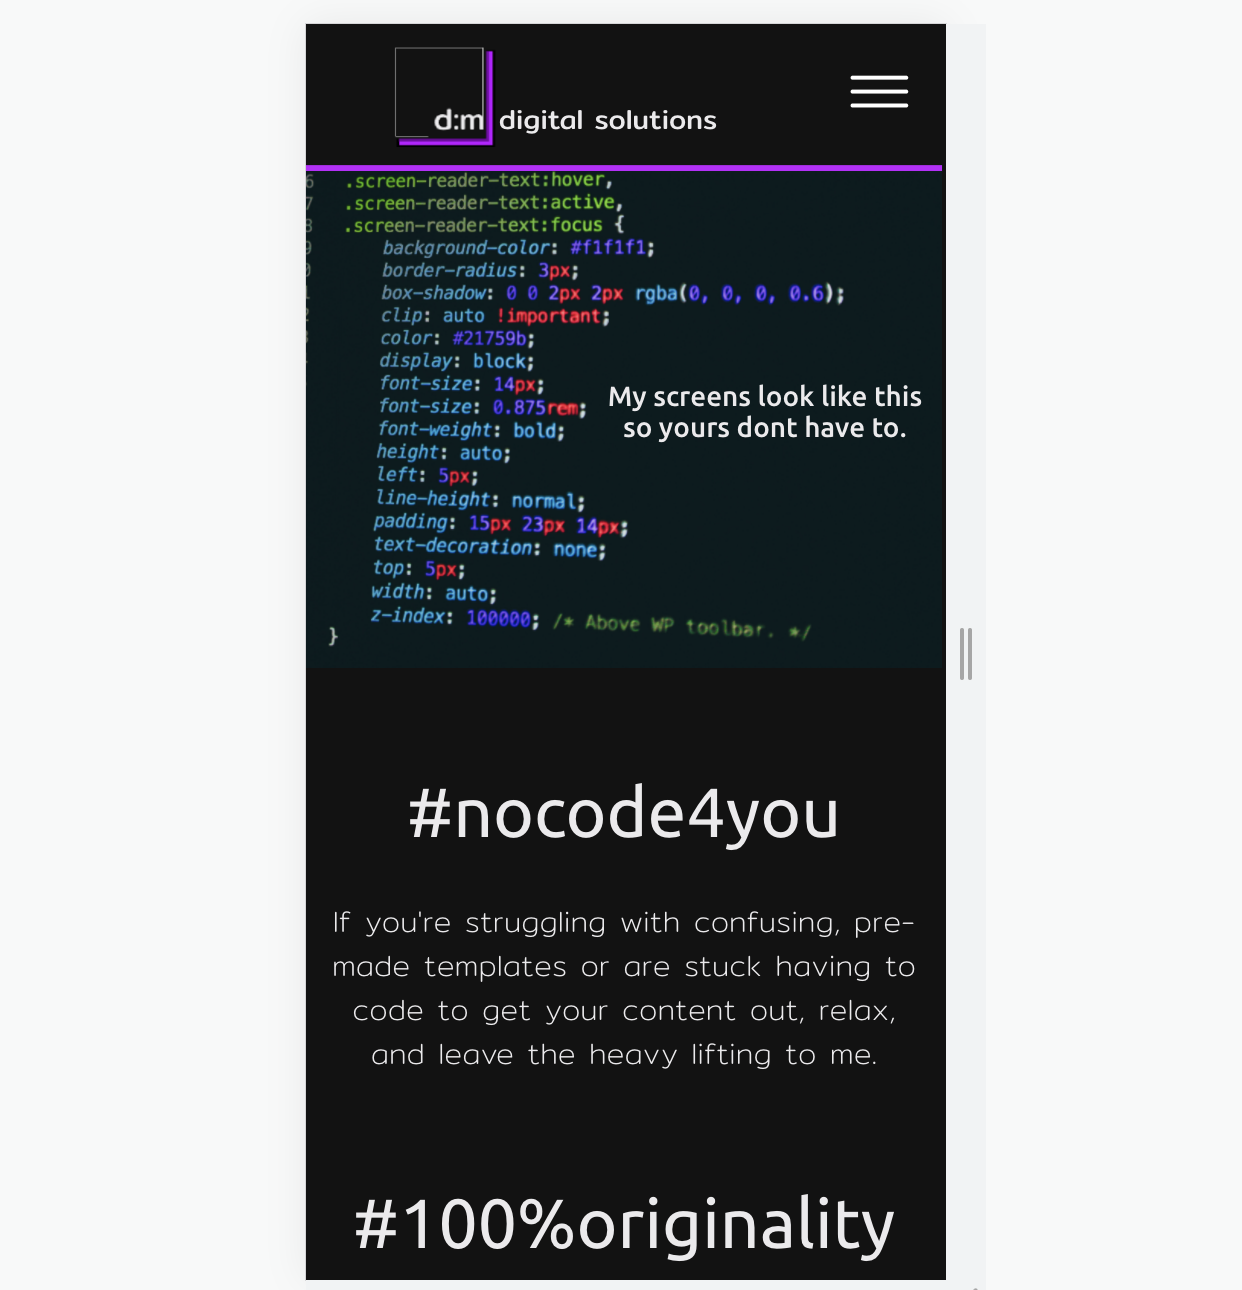 d:m digital solutions
6 .screen-reader-text:hover,
7 .screen-reader-text:active,
8 .screen-reader-text:focus {
9 background-color: #f1f1f1;
0 border-radius: 3px;
box-shadow: 0 0 2px 2px rgba(0, 0, 0, 0.6);
clip: auto !important;
color: #21759b;
display: block;
font-size: 14px;
font-size: 0.875rem;
font-weight: bold;
height: auto;
left: 5px;
line-height: normal;
padding: 15px 23px 14px;
text-decoration: none;
top: 5px;
width: auto;
z-index: 100000; /* Above WP toolbar. */
}
My screens look like this
so yours dont have to.
#nocode4you
If you're struggling with confusing, pre-
made templates or are stuck having to
code to get your content out, relax,
and leave the heavy lifting to me.
#100%originality